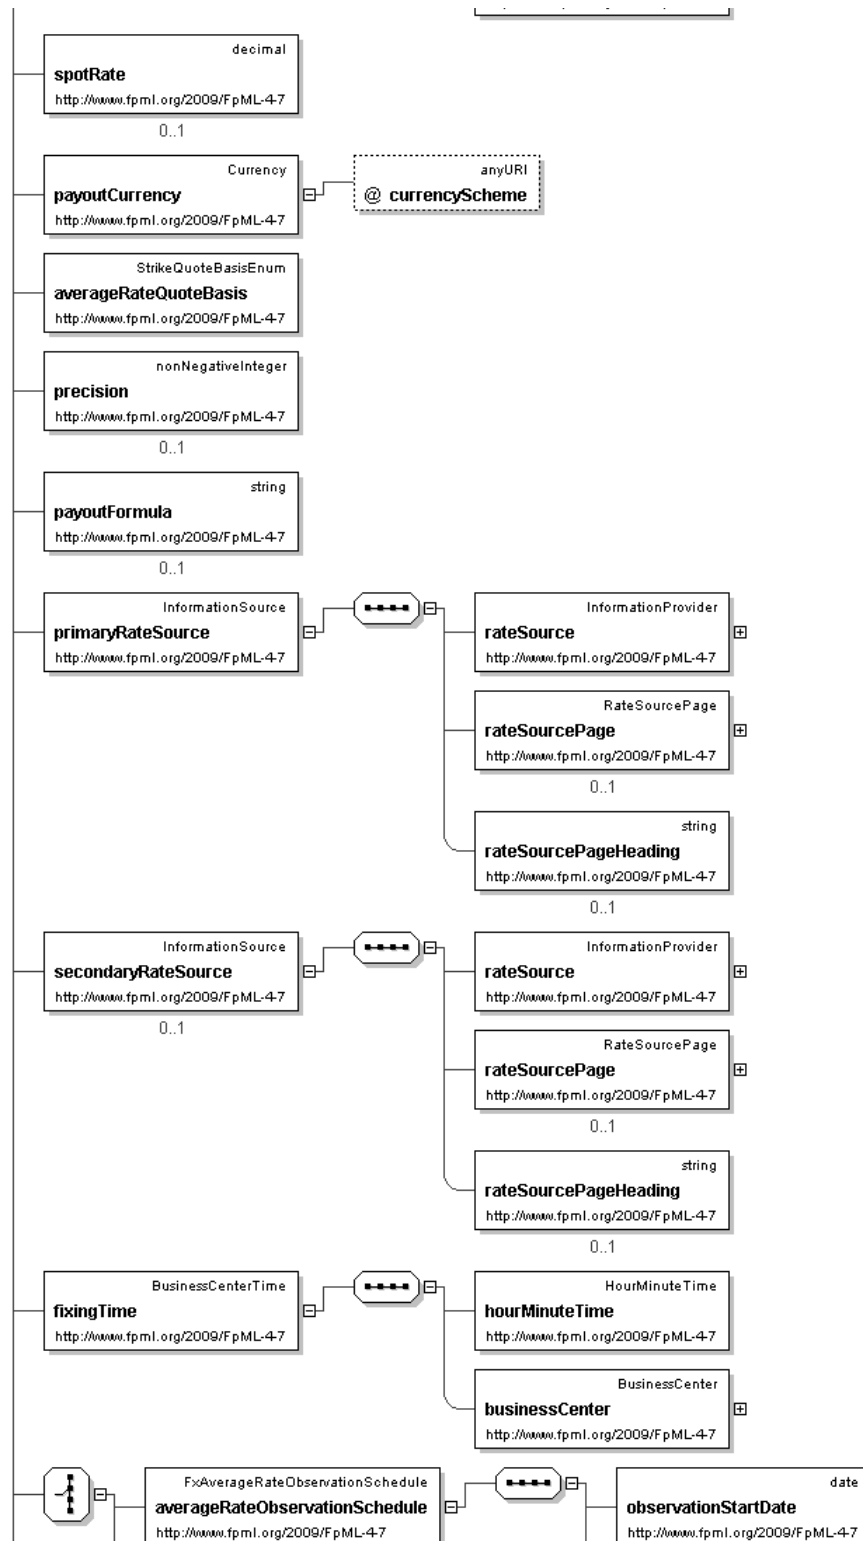 decimal
spotRate
http://www.fpml.org/2009/FpML-4-7
0..1
Currency
payoutCurrency
http://www.fpml.org/2009/FpML-4-7
anyURI
@ currencyScheme
StrikeQuoteBasisEnum
averageRateQuoteBasis
http://www.fpml.org/2009/FpML-4-7
nonNegativeInteger
precision
http://www.fpml.org/2009/FpML-4-7
0..1
string
payoutFormula
http://www.fpml.org/2009/FpML-4-7
0..1
InformationSource
primaryRateSource
http://www.fpml.org/2009/FpML-4-7
InformationProvider
rateSource
http://www.fpml.org/2009/FpML-4-7
RateSourcePage
rateSourcePage
http://www.fpml.org/2009/FpML-4-7
0..1
string
rateSourcePageHeading
http://www.fpml.org/2009/FpML-4-7
0..1
InformationSource
secondaryRateSource
http://www.fpml.org/2009/FpML-4-7
0..1
InformationProvider
rateSource
http://www.fpml.org/2009/FpML-4-7
RateSourcePage
rateSourcePage
http://www.fpml.org/2009/FpML-4-7
0..1
string
rateSourcePageHeading
http://www.fpml.org/2009/FpML-4-7
0..1
BusinessCenterTime
fixingTime
http://www.fpml.org/2009/FpML-4-7
HourMinuteTime
hourMinuteTime
http://www.fpml.org/2009/FpML-4-7
BusinessCenter
businessCenter
http://www.fpml.org/2009/FpML-4-7
FxAverageRateObservationSchedule
averageRateObservationSchedule
http://www.fpml.org/2009/FpML-4-7
date
observationStartDate
http://www.fpml.org/2009/FpML-4-7